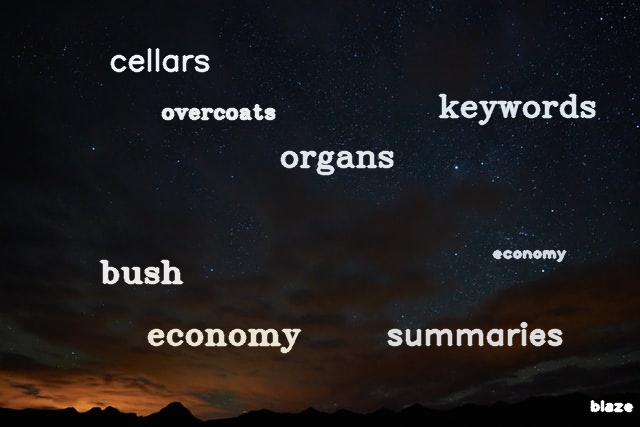 cellars
overcoats
keywords
organs
economy
bush
economy
summaries
blaze